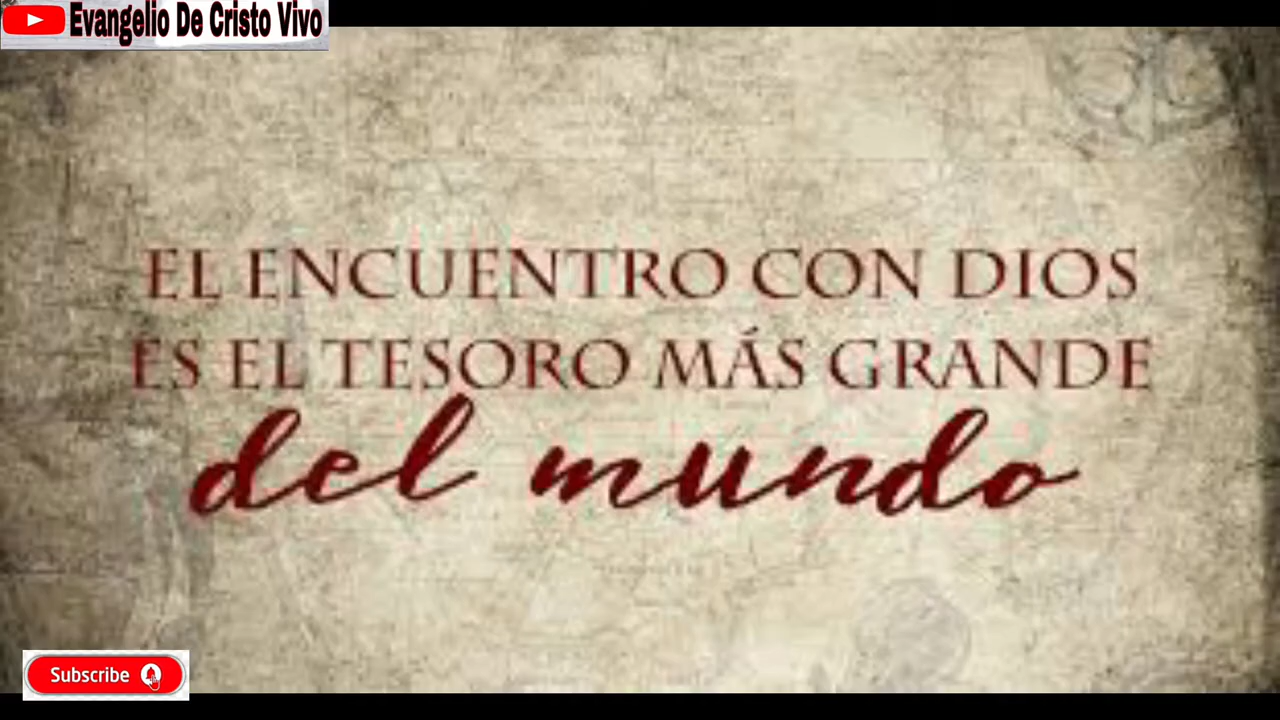 Evangelio De Cristo Vivo
EL ENCUENTRO CON DIOS
ES EL TESORO MÁS GRANDE
del mundo
Subscribe